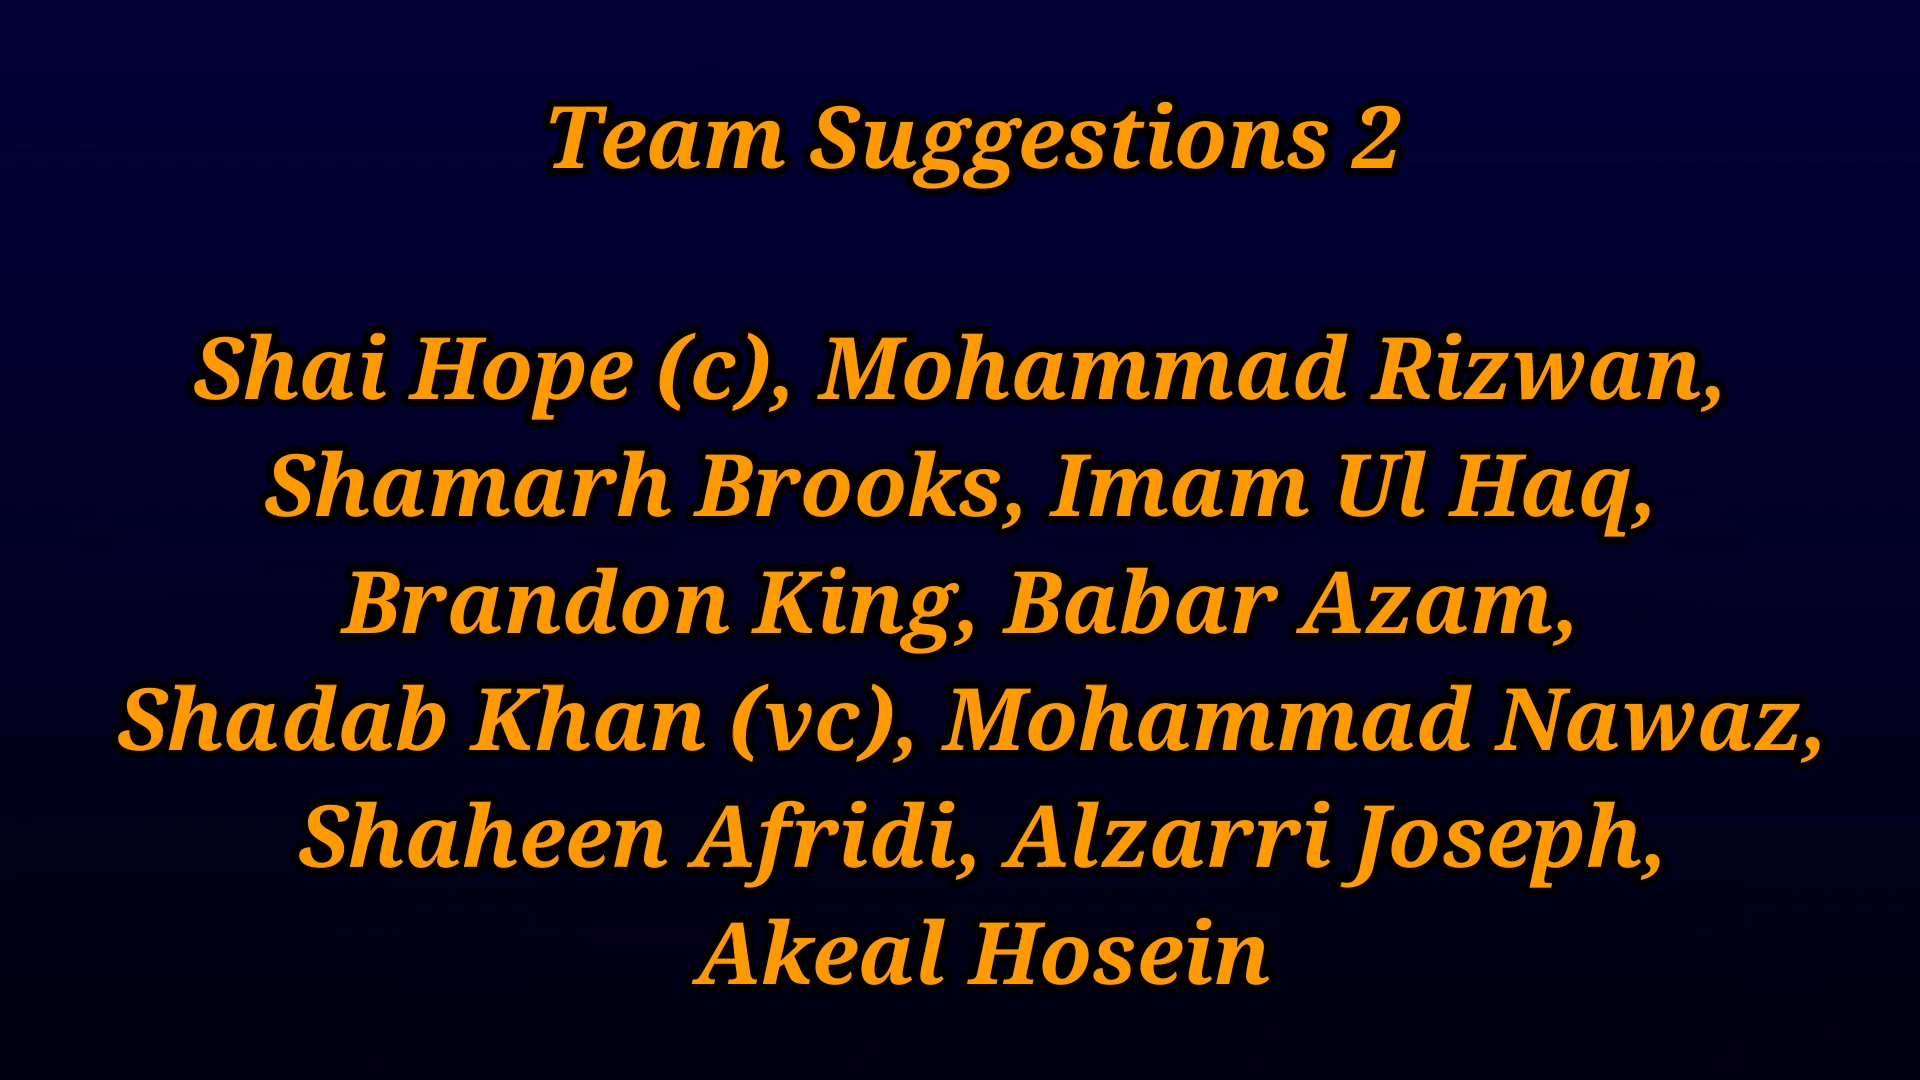 Team Suggestions 2
Shai Hope (c), Mohammad Rizwan,
Shamarh Brooks, Imam Ul Haq,
Brandon King, Babar Azam,
Shadab Khan (vc), Mohammad Nawaz,
Shaheen Afridi, Alzarri Joseph,
Akeal Hosein